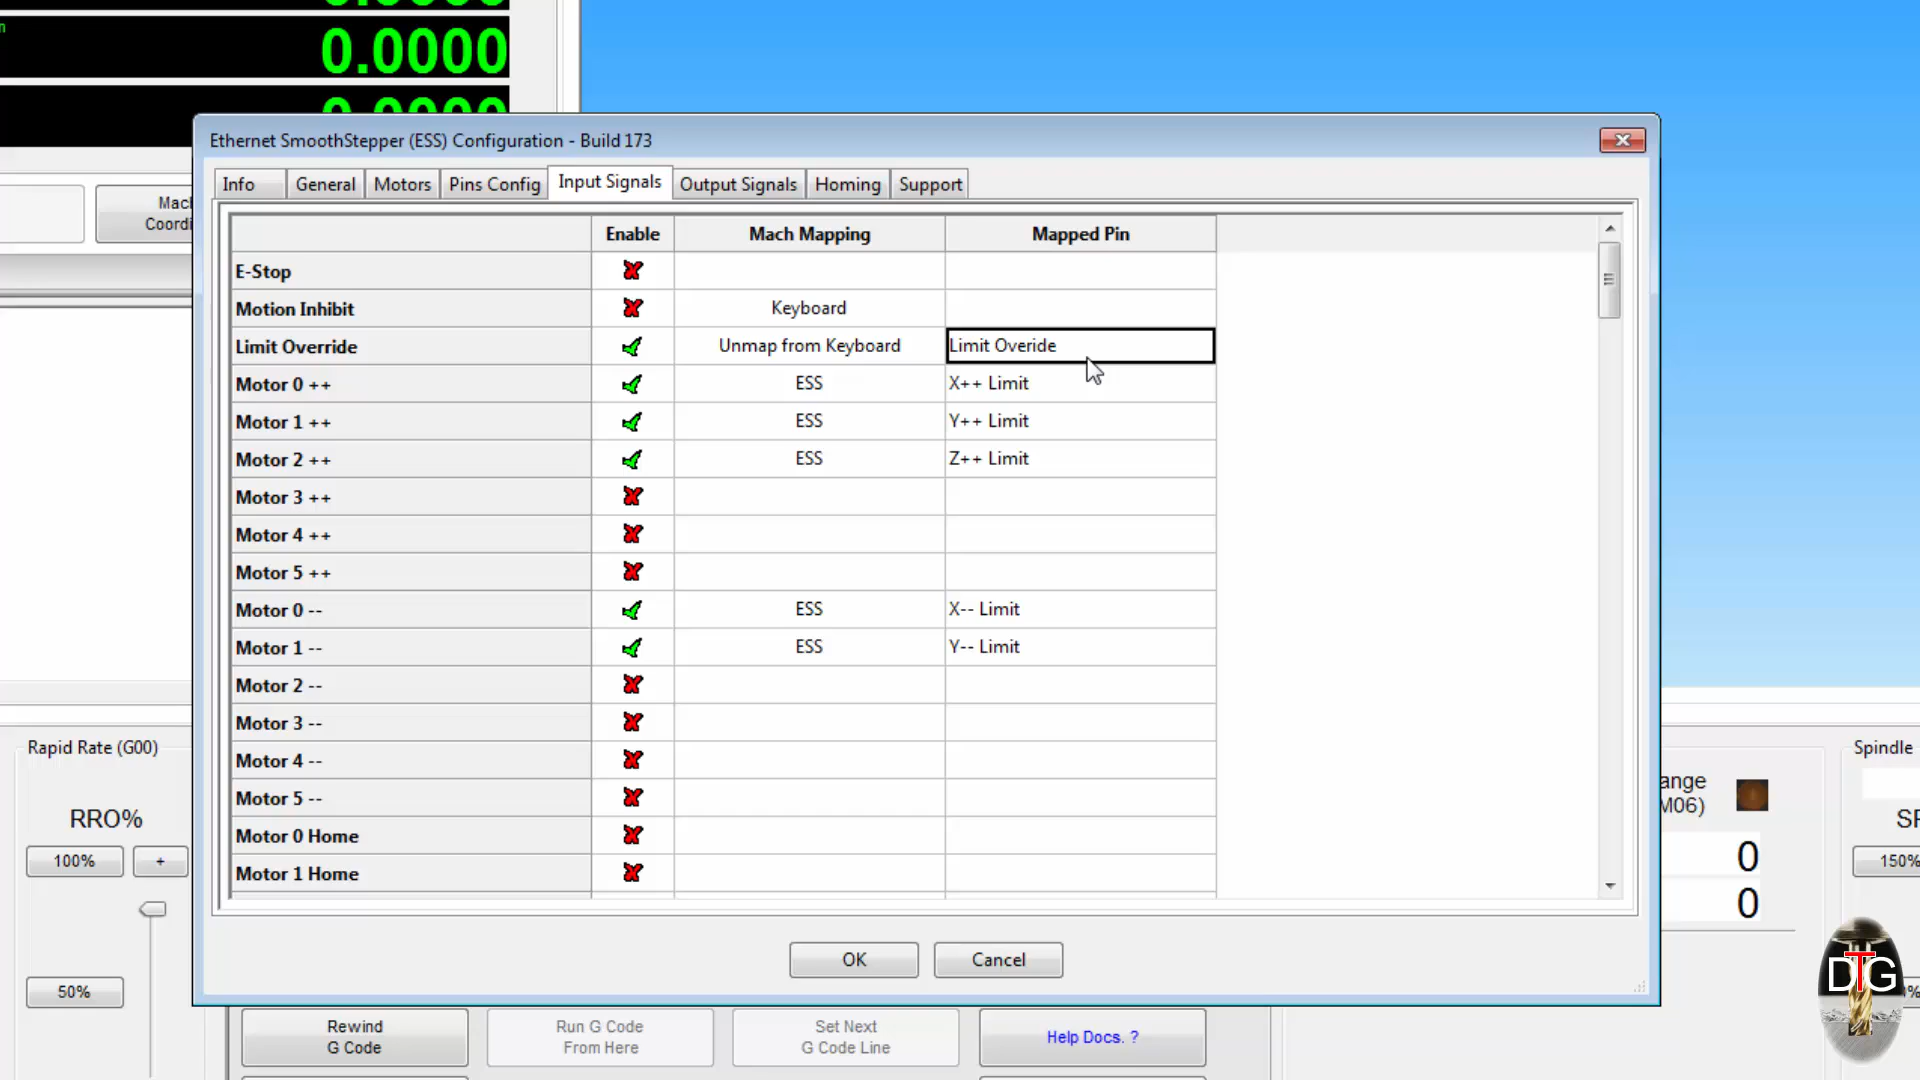 0.0000
0.0000
0.0000
Ethernet SmoothStepper (ESS) Configuration - Build 173
Info
General
Motors
Pins Config
Input Signals
Output Signals
Homing
Support
Enable
Mach Mapping
Mapped Pin
E-Stop
Motion Inhibit
Keyboard
Limit Override
Unmap from Keyboard
Limit Overide
Motor 0 ++
ESS
X++ Limit
Motor 1 ++
ESS
Y++ Limit
Motor 2 ++
ESS
Z++ Limit
Motor 3 ++
Motor 4 ++
Motor 5 ++
Motor 0 --
ESS
X-- Limit
Motor 1 --
ESS
Y-- Limit
Motor 2 --
Motor 3 --
Motor 4 --
Motor 5 --
Motor 0 Home
Motor 1 Home
OK
Cancel
Rapid Rate (G00)
RRO%
100%
+
50%
Rewind
G Code
Run G Code
From Here
Set Next
G Code Line
Help Docs. ?
0
0
Spindle
150%
DTG